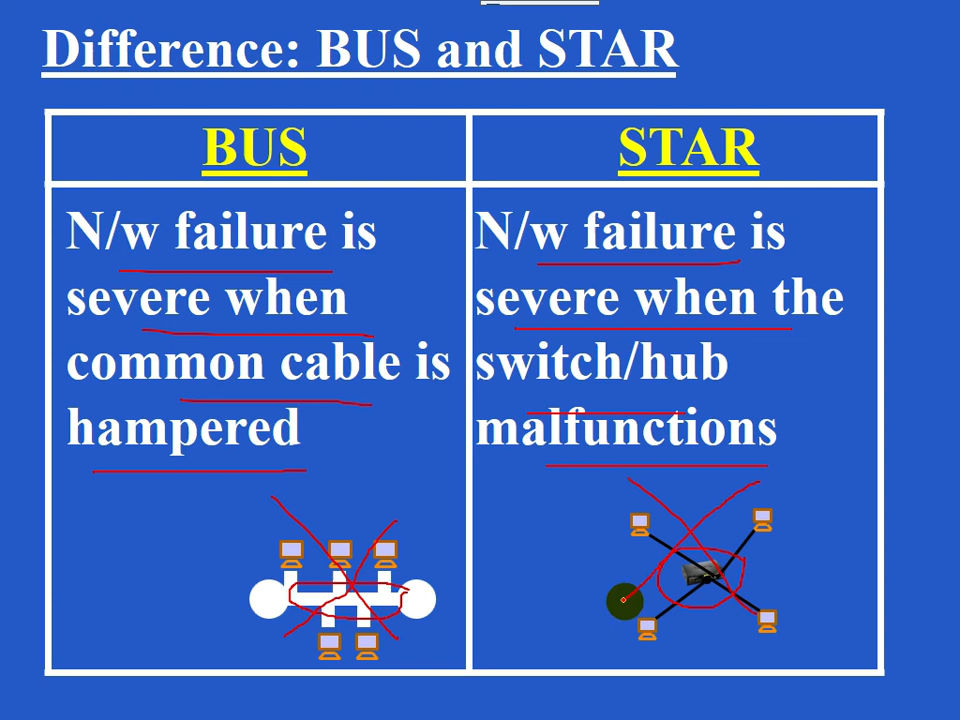 Difference: BUS and STAR
BUS
STAR
N/w failure is
severe when
common cable is
hampered
N/w failure is
severe when the
switch/hub
malfunctions